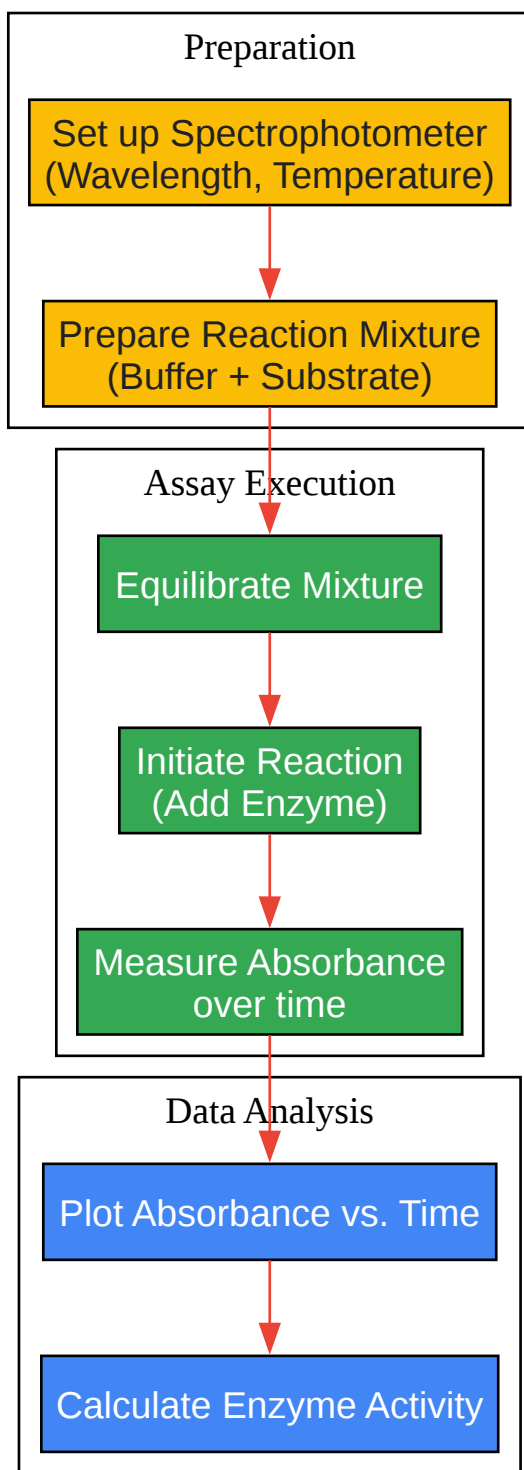 Preparation
Set up Spectrophotometer
(Wavelength, Temperature)
Prepare Reaction Mixture
(Buffer + Substrate)
Assay Execution
Equilibrate Mixture
Initiate Reaction
(Add Enzyme)
Measure Absorbance
over time
Data Analysis
Plot Absorbance vs. Time
Calculate Enzyme Activity